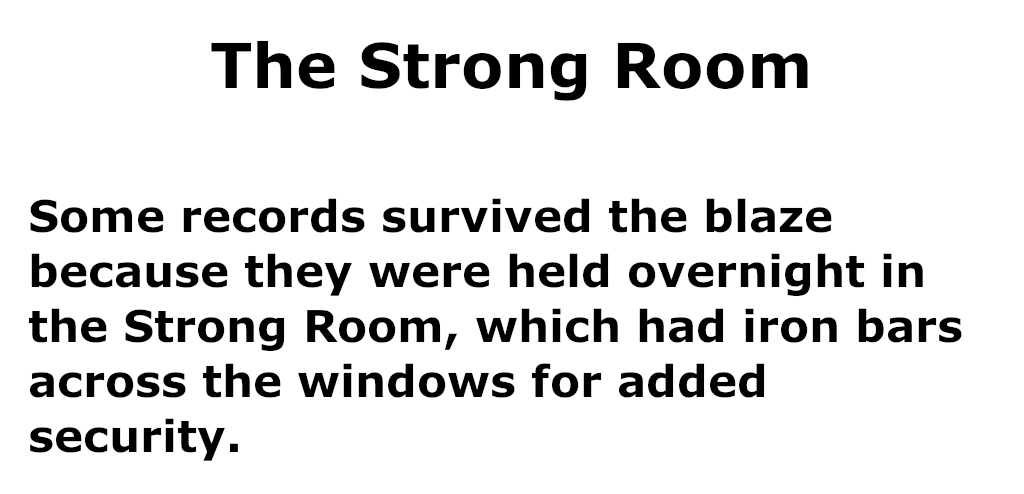 The Strong Room
Some records survived the blaze
because they were held overnight in
the Strong Room, which had iron bars
across the windows for added
security.